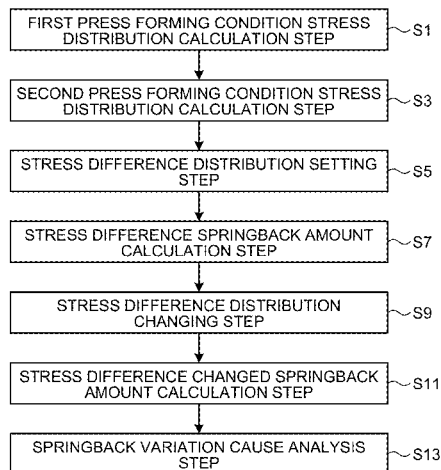 FIRST PRESS FORMING CONDITION STRESS
DISTRIBUTION CALCULATION STEP
S1
SECOND PRESS FORMING CONDITION STRESS
DISTRIBUTION CALCULATION STEP
S3
STRESS DIFFERENCE DISTRIBUTION SETTING
STEP
S5
STRESS DIFFERENCE SPRINGBACK AMOUNT
CALCULATION STEP
S7
STRESS DIFFERENCE DISTRIBUTION
CHANGING STEP
S9
STRESS DIFFERENCE CHANGED SPRINGBACK
AMOUNT CALCULATION STEP
S11
SPRINGBACK VARIATION CAUSE ANALYSIS
STEP
S13